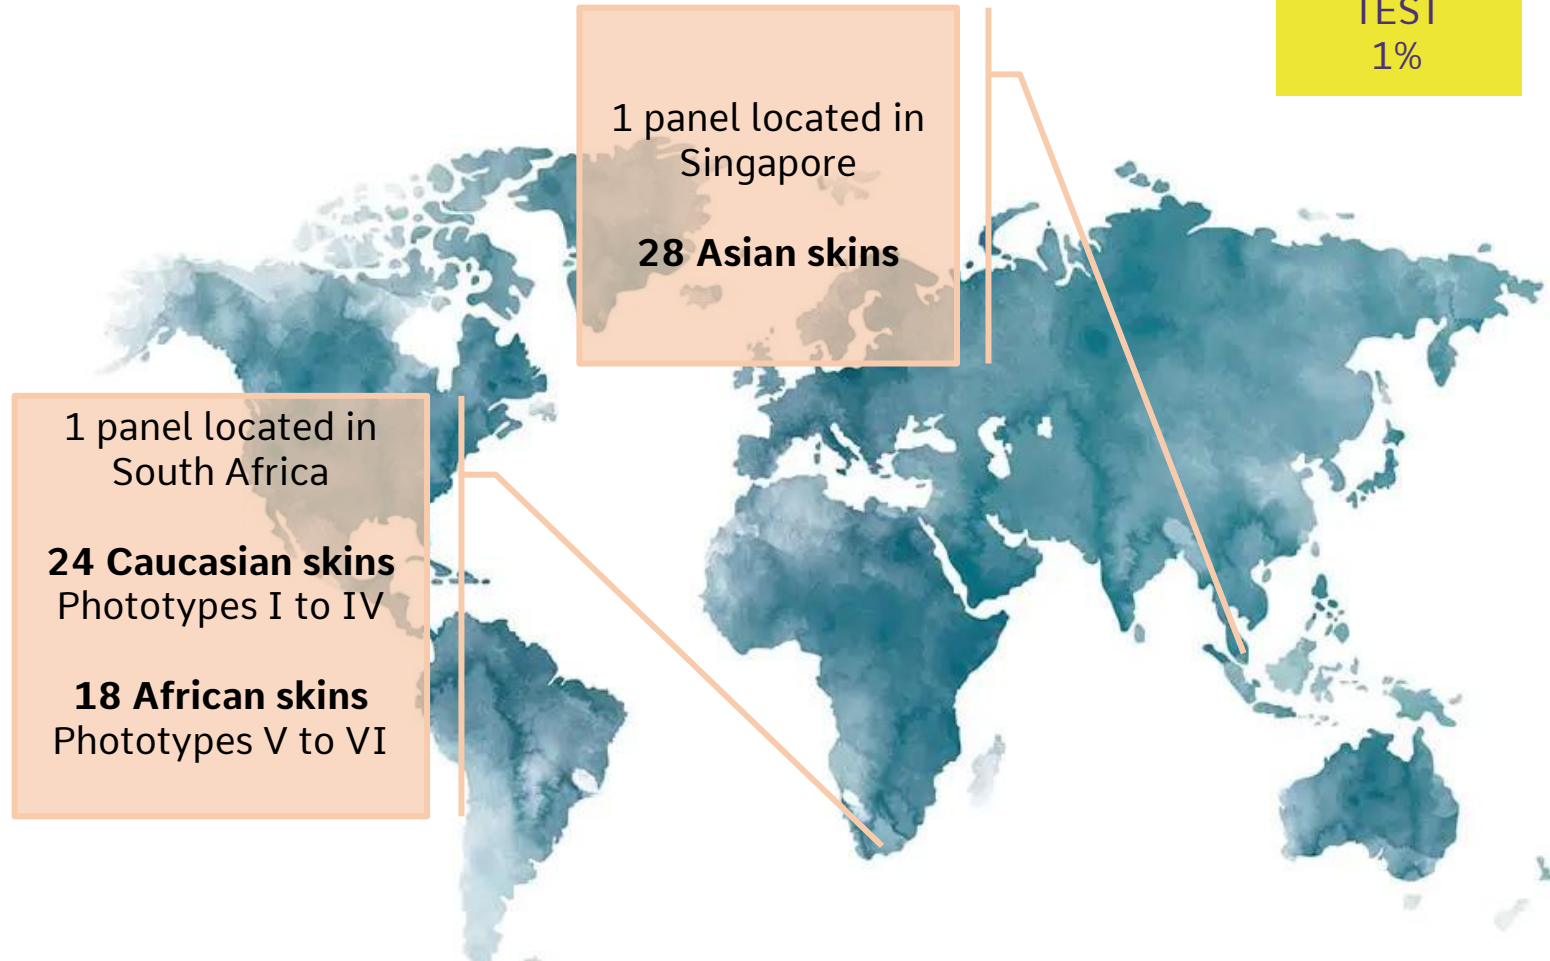 TEST
1%
1 panel located in
Singapore
28 Asian skins
1 panel located in
South Africa
24 Caucasian skins
Phototypes I to IV
18 African skins
Phototypes V to VI